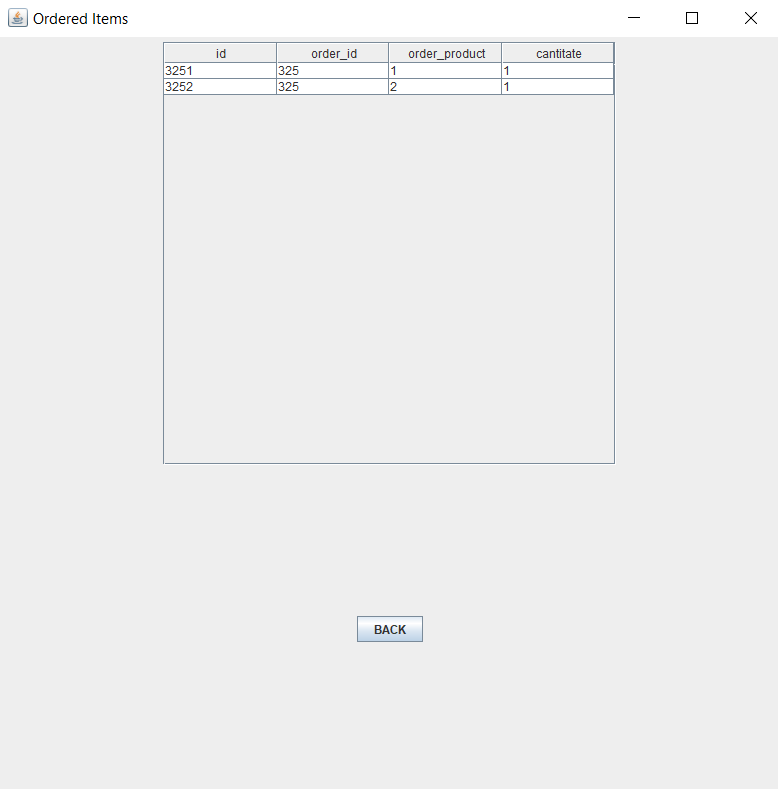 Ordered Items
id order_id order_product cantitate
3251 325 1 1
3252 325 2 1
BACK